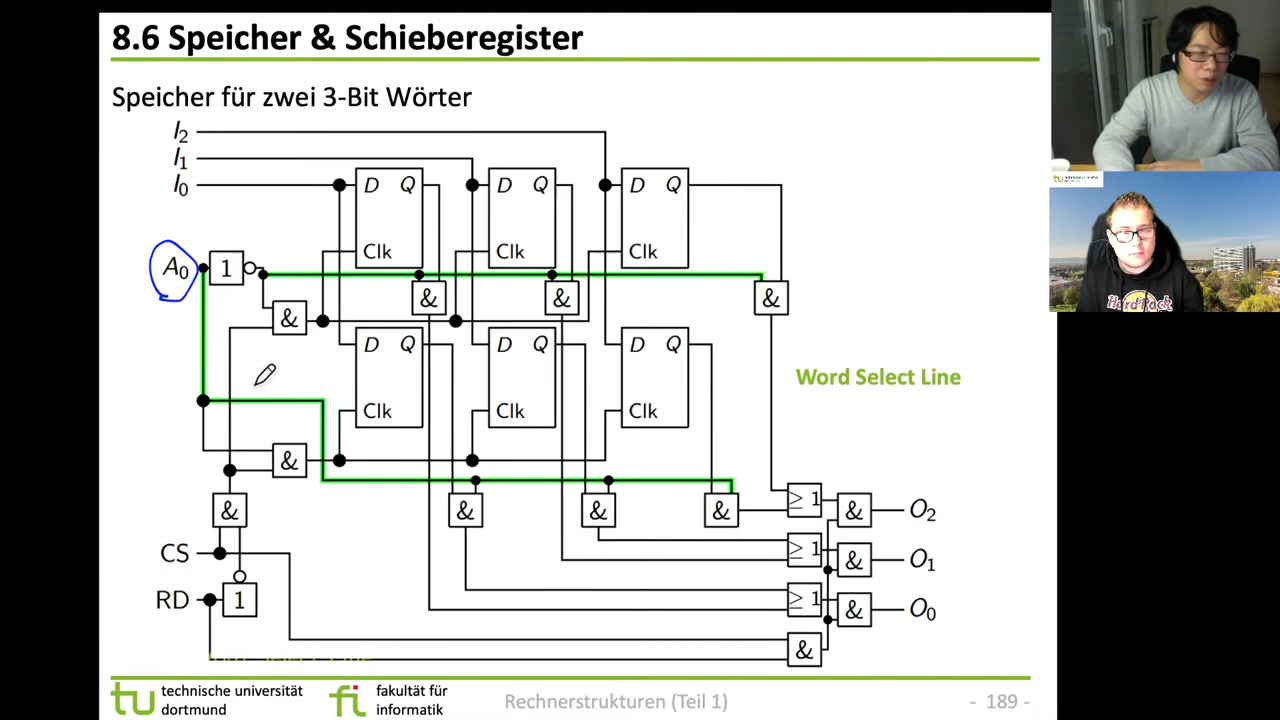 8.6 Speicher & Schieberegister
Speicher für zwei 3-Bit Wörter
I2
I1
I0
D Q D Q D Q
Clk Clk Clk
A0 1
& & &
&
D Q D Q D Q
Word Select Line
Clk Clk Clk
&
≥ 1 & O2
& & & &
≥ 1 & O1
CS
RD 1
≥ 1 & O0
&
technische universität dortmund
fakultät für informatik
Rechnerstrukturen (Teil 1)
- 189 -
Hard Rock